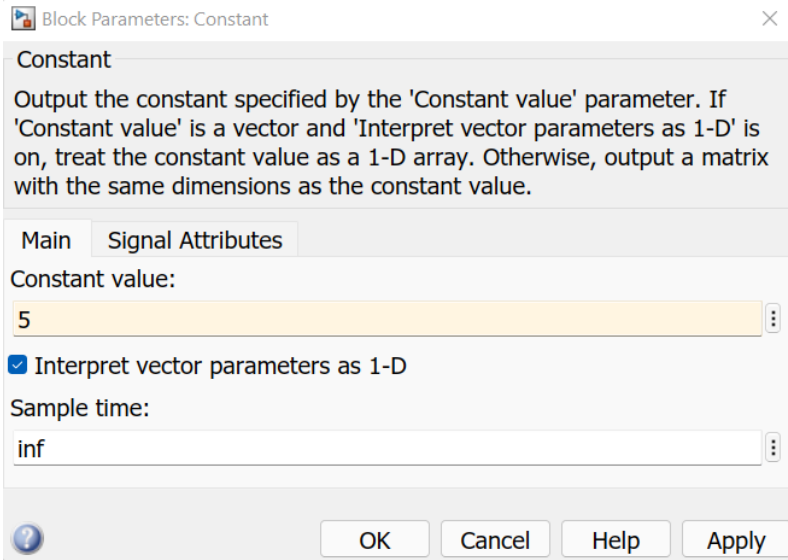 Block Parameters: Constant
Constant
Output the constant specified by the 'Constant value' parameter. If
'Constant value' is a vector and 'Interpret vector parameters as 1-D' is
on, treat the constant value as a 1-D array. Otherwise, output a matrix
with the same dimensions as the constant value.
Main Signal Attributes
Constant value:
5
Interpret vector parameters as 1-D
Sample time:
inf
OK Cancel Help Apply